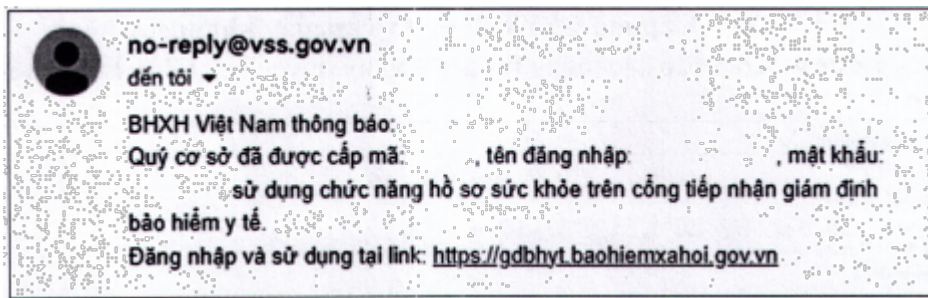 no-reply@vss.gov.vn
đến tôi
BHXH Việt Nam thông báo:
Quý cơ sở đã được cấp mã: , tên đăng nhập: , mật khẩu:
sử dụng chức năng hồ sơ sức khỏe trên cổng tiếp nhận giám định
bảo hiểm y tế.
Đăng nhập và sử dụng tại link: https://gdbhyt.baohiemxahoi.gov.vn